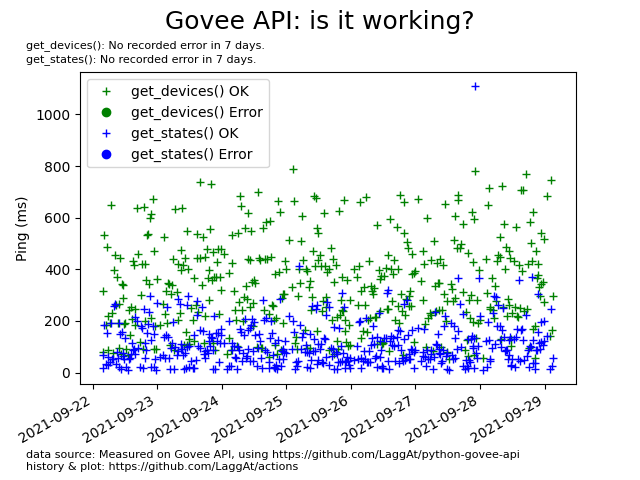 Govee API: is it working?
get_devices(): No recorded error in 7 days.
get_states(): No recorded error in 7 days.
get_devices() OK
get_devices() Error
get_states() OK
get_states() Error
Ping (ms)
1000
800
600
400
200
0
2021-09-22
2021-09-23
2021-09-24
2021-09-25
2021-09-26
2021-09-27
2021-09-28
2021-09-29
data source: Measured on Govee API, using https://github.com/LaggAt/python-govee-api
history & plot: https://github.com/LaggAt/actions